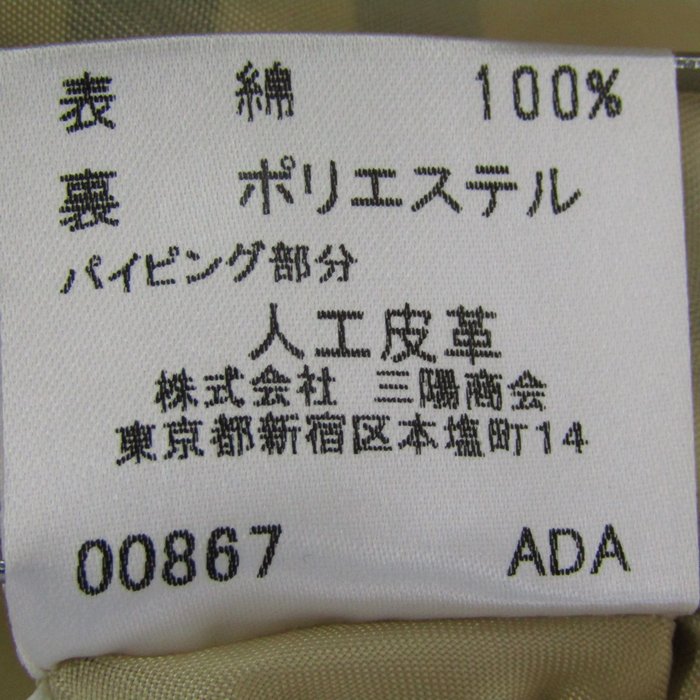 表 綿 100%
裏 ポリエステル
パイピング部分
人工皮革
株式会社 三陽商会
東京都新宿区本塩町14
00867 ADA